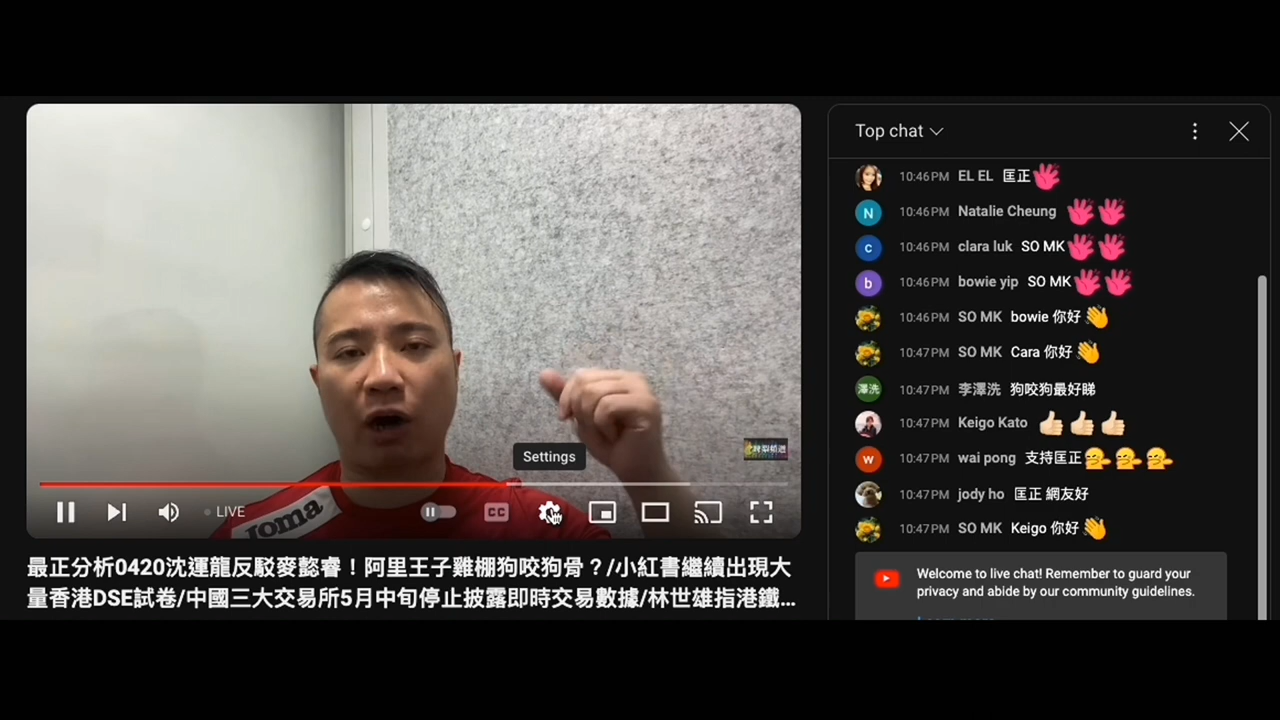 Joma
Settings
LIVE
CC
最正分析0420沈運龍反駁麥懿睿！阿里王子雞棚狗咬狗骨？/小紅書繼續出現大
量香港DSE試卷/中國三大交易所5月中旬停止披露即時交易數據/林世雄指港鐵...
Top chat
10:46PM EL EL 匡正
N 10:46PM Natalie Cheung
c 10:46PM clara luk SO MK
b 10:46PM bowie yip SO MK
10:46PM SO MK bowie 你好 👋
10:47PM SO MK Cara 你好 👋
澤洗 10:47PM 李澤洗 狗咬狗最好睇
10:47PM Keigo Kato 👍🏻👍🏻👍🏻
w 10:47PM wai pong 支持匡正
10:47PM jody ho 匡正 網友好
10:47PM SO MK Keigo 你好 👋
Welcome to live chat! Remember to guard your
privacy and abide by our community guidelines.